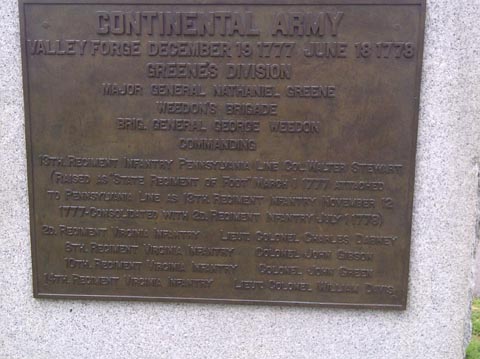 CONTINENTAL ARMY
VALLEY FORGE DECEMBER 19 1777 JUNE 18 1778
GREENE'S DIVISION
MAJOR GENERAL NATHANIEL GREENE
WEEDON'S BRIGADE
BRIG. GENERAL GEORGE WEEDON
COMMANDING
13TH. REGIMENT INFANTRY PENNSYLVANIA LINE COL. WALTER STEWART
(RAISED AS STATE REGIMENT OF FOOT MARCH 1 1777 ATTACHED
TO PENNSYLVANIA LINE AS 13TH. REGIMENT INFANTRY NOVEMBER 12
1777-CONSOLIDATED WITH 2D. REGIMENT INFANTRY JULY 1 1778)
2D. REGIMENT VIRGINIA INFANTRY LIEUT. COLONEL CHARLES DABNEY
6TH. REGIMENT VIRGINIA INFANTRY COLONEL JOHN GIBSON
10TH. REGIMENT VIRGINIA INFANTRY COLONEL JOHN GREEN
14TH. REGIMENT VIRGINIA INFANTRY LIEUT. COLONEL WILLIAM DAVIS